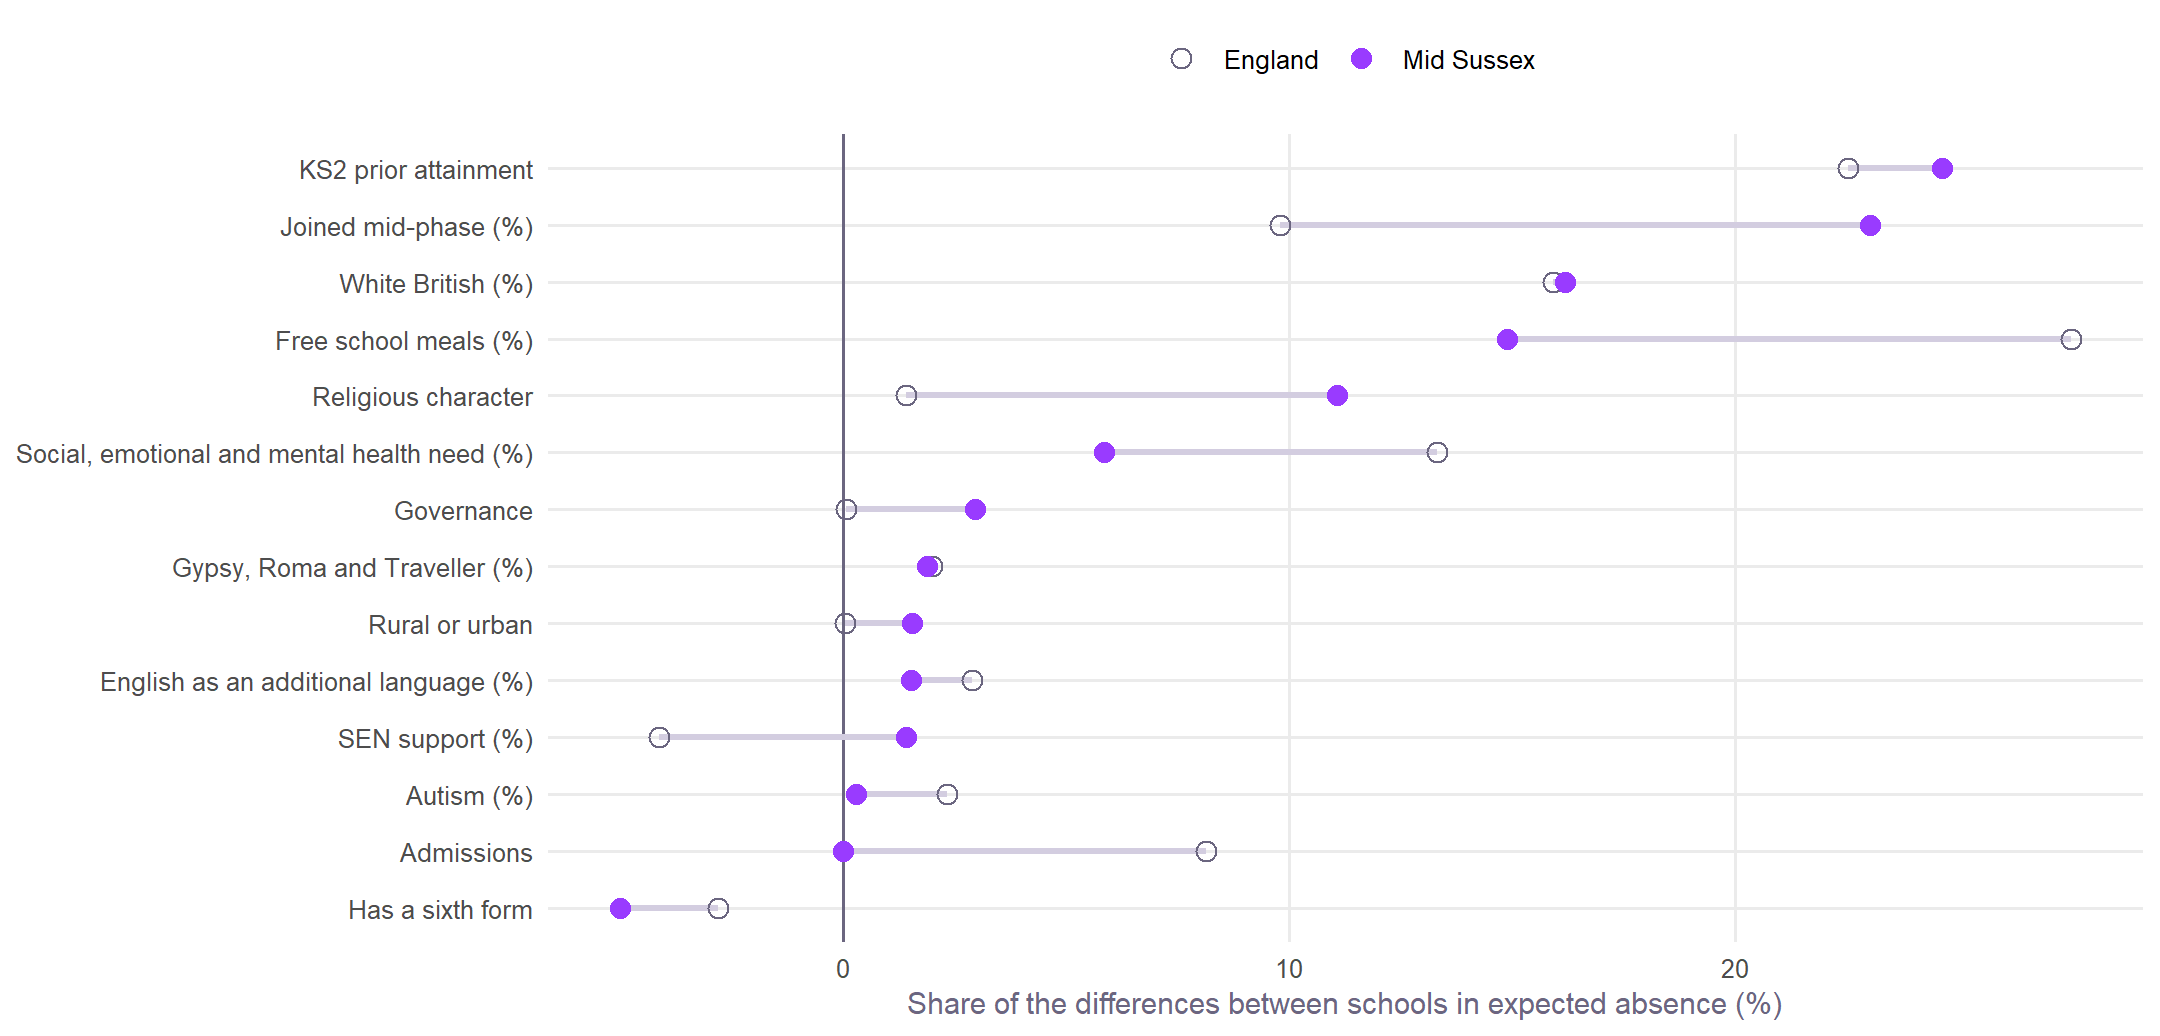 England Mid Sussex
KS2 prior attainment
Joined mid-phase (%)
White British (%)
Free school meals (%)
Religious character
Social, emotional and mental health need (%)
Governance
Gypsy, Roma and Traveller (%)
Rural or urban
English as an additional language (%)
SEN support (%)
Autism (%)
Admissions
Has a sixth form
0 10 20
Share of the differences between schools in expected absence (%)